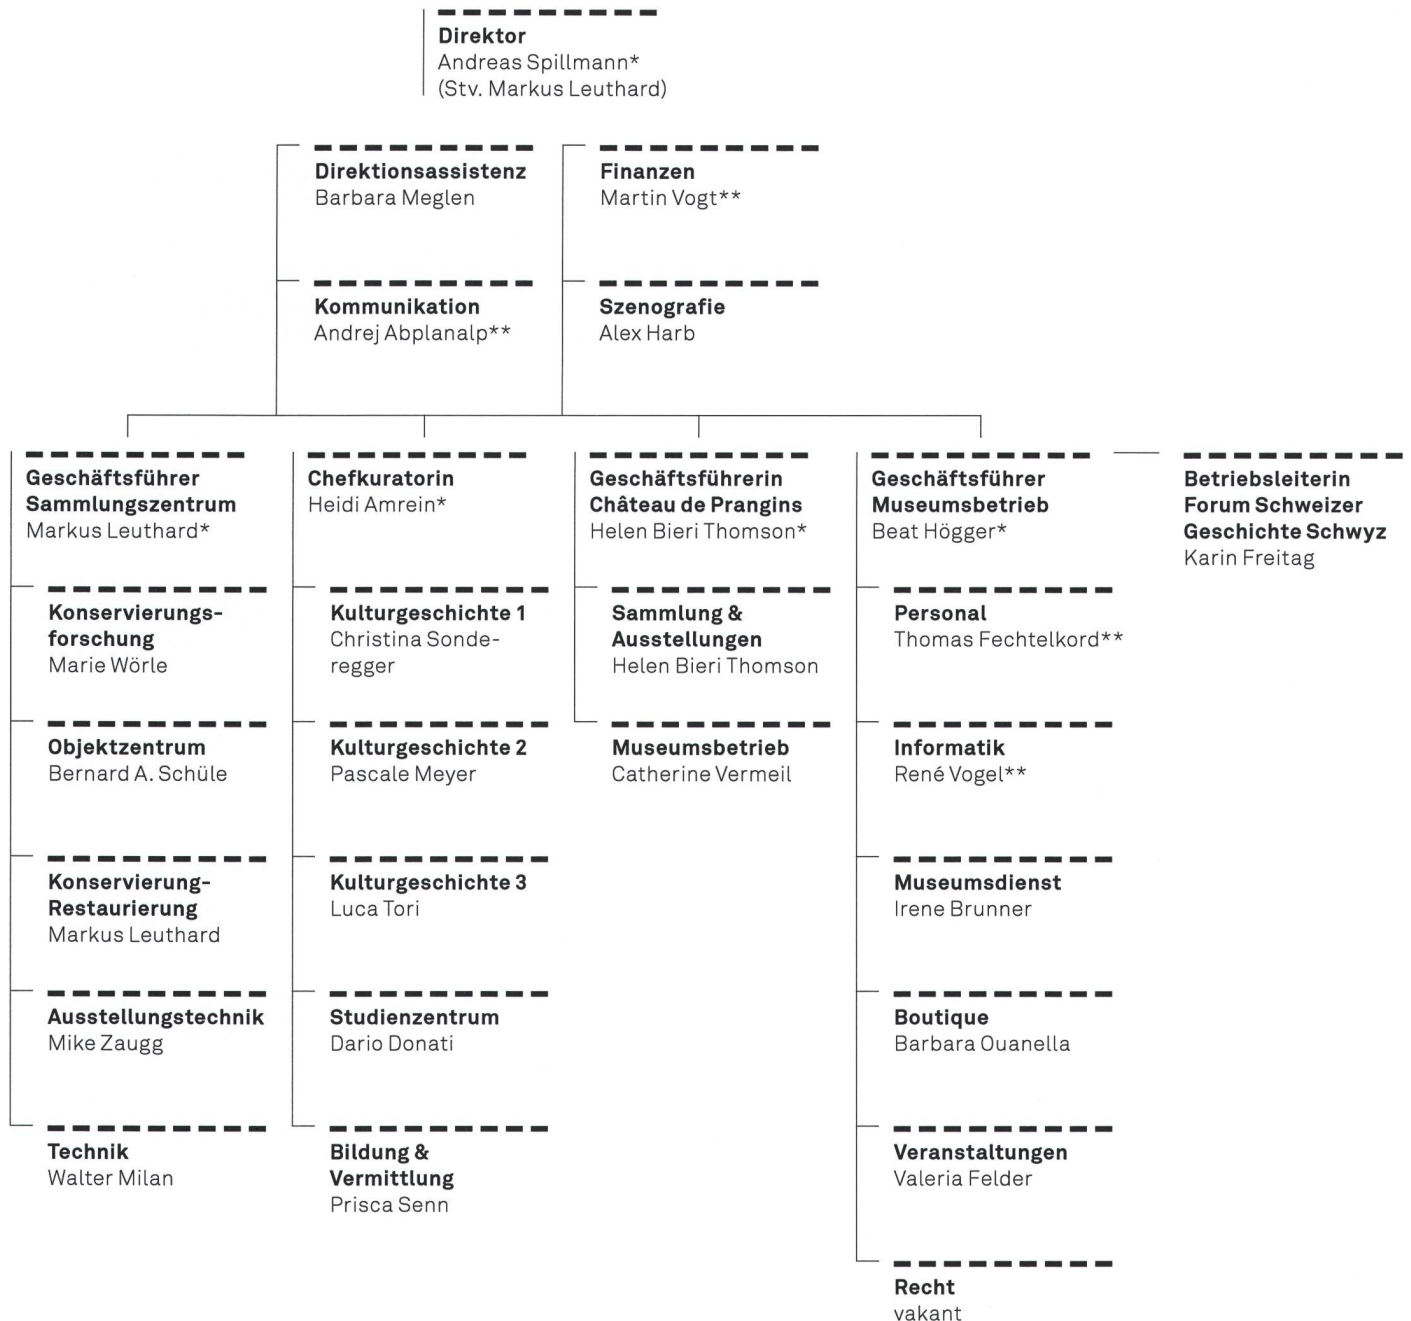 Direktor
Andreas Spillmann*
(Stv. Markus Leuthard)
Direktionsassistenz
Barbara Meglen
Finanzen
Martin Vogt**
Kommunikation
Andrej Abplanalp**
Szenografie
Alex Harb
Geschäftsführer
Sammlungszentrum
Markus Leuthard*
Konservierungs-
forschung
Marie Wörle
Objektzentrum
Bernard A. Schüle
Konservierung-
Restaurierung
Markus Leuthard
Ausstellungstechnik
Mike Zaugg
Technik
Walter Milan
Chefkuratorin
Heidi Amrein*
Kulturgeschichte 1
Christina Sonde-
regger
Kulturgeschichte 2
Pascale Meyer
Kulturgeschichte 3
Luca Tori
Studienzentrum
Dario Donati
Bildung &
Vermittlung
Prisca Senn
Geschäftsführerin
Château de Prangins
Helen Bieri Thomson*
Sammlung &
Ausstellungen
Helen Bieri Thomson
Museumsbetrieb
Catherine Vermeil
Geschäftsführer
Museumsbetrieb
Beat Högger*
Personal
Thomas Fechtelkord**
Informatik
René Vogel**
Museumsdienst
Irene Brunner
Boutique
Barbara Ouanella
Veranstaltungen
Valeria Felder
Recht
vakant
Betriebsleiterin
Forum Schweizer
Geschichte Schwyz
Karin Freitag